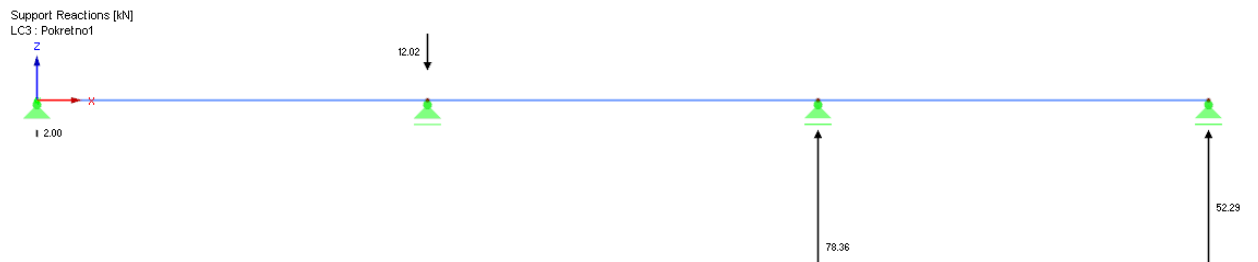 Support Reactions [kN]
LC3 : Pokretno1
Z
12.02
X
2.00
52.29
78.36